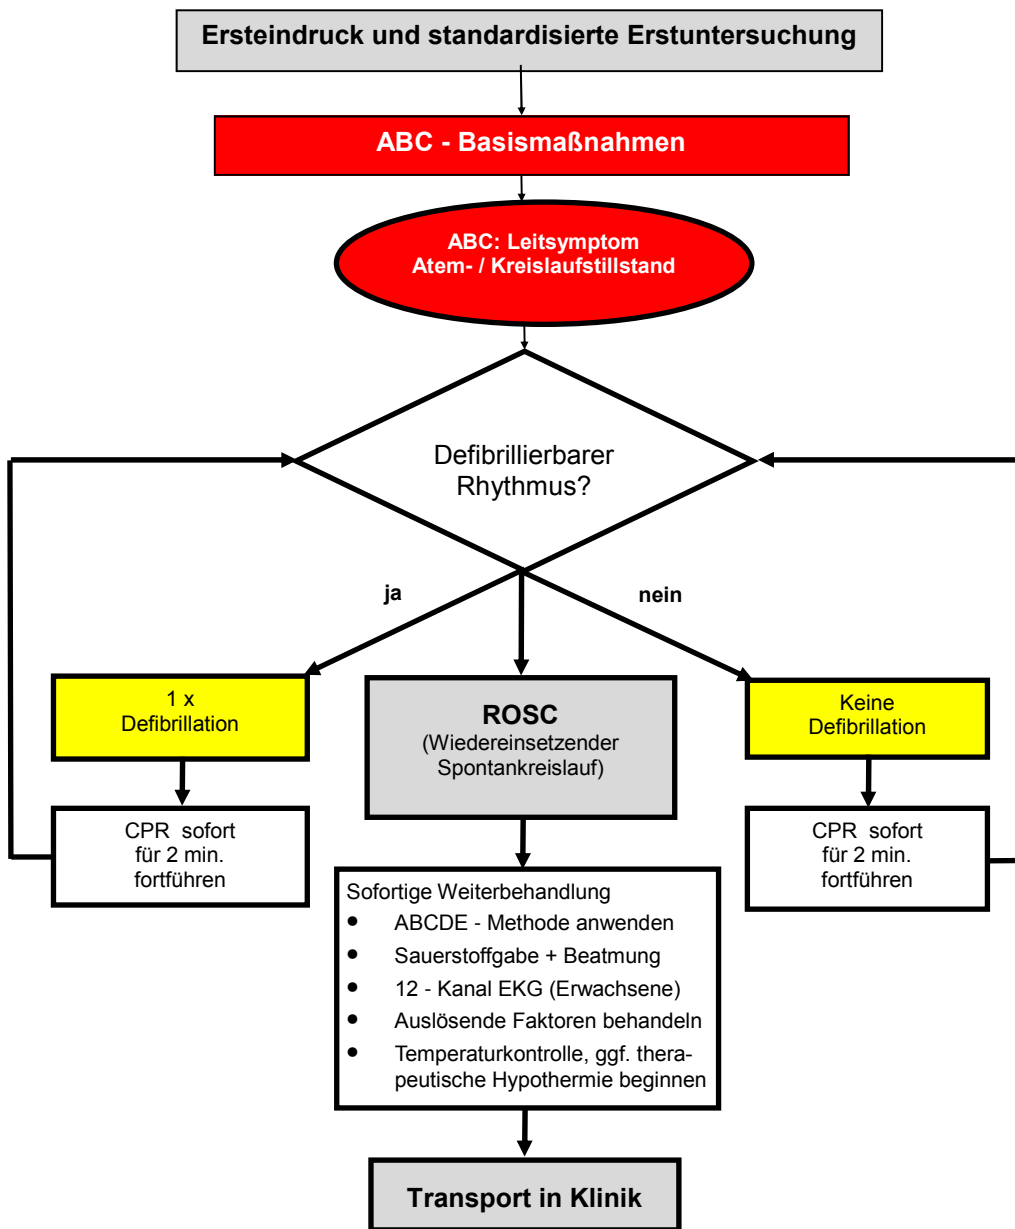 Ersteindruck und standardisierte Erstuntersuchung
ABC - Basismaßnahmen
ABC: Leitsymptom
Atem- / Kreislaufstillstand
Defibrillierbarer
Rhythmus?
ja
nein
1 x
Defibrillation
ROSC
(Wiedereinsetzender
Spontankreislauf)
Keine
Defibrillation
CPR sofort
für 2 min.
fortführen
CPR sofort
für 2 min.
fortführen
Sofortige Weiterbehandlung
• ABCDE - Methode anwenden
• Sauerstoffgabe + Beatmung
• 12 - Kanal EKG (Erwachsene)
• Auslösende Faktoren behandeln
• Temperaturkontrolle, ggf. thera-
peutische Hypothermie beginnen
Transport in Klinik